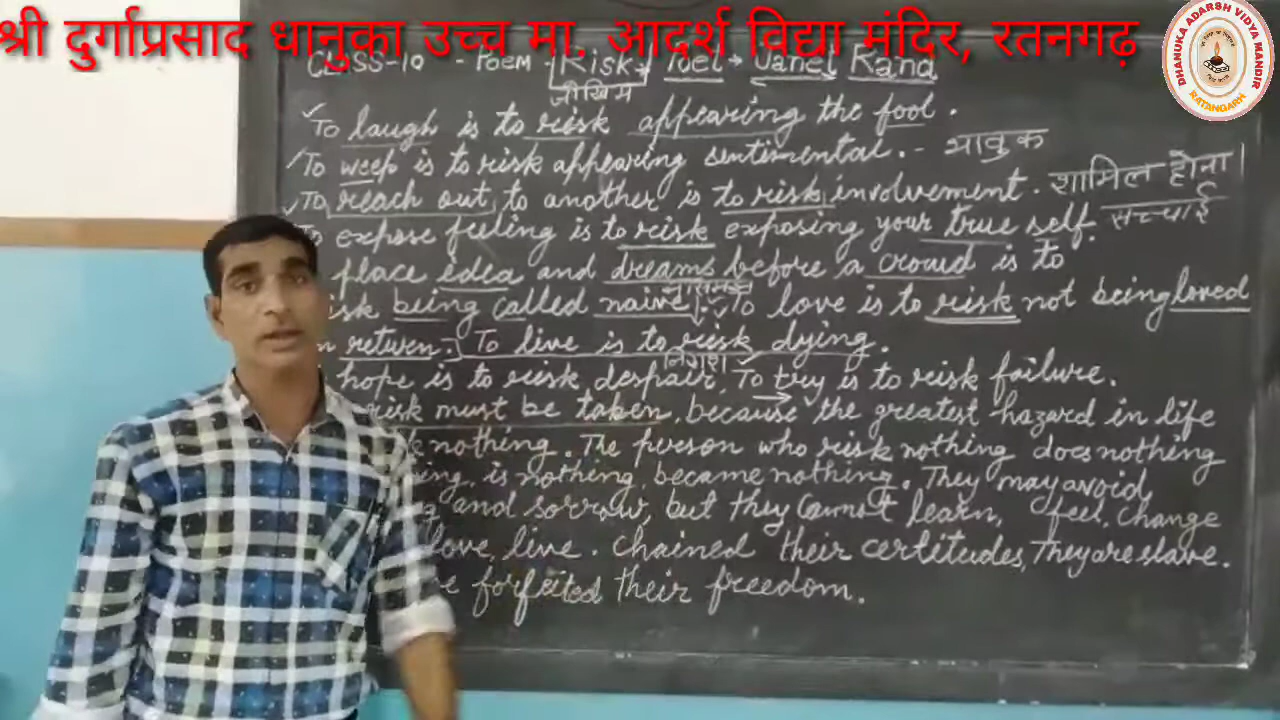 श्री दुर्गाप्रसाद धानुका उच्च मा. आदर्श विद्या मंदिर, रतनगढ़
DHANUKA ADARSH VIDYA MANDIR
RATANGARH
CLASS-10 - Poem - Risk → Poet → Janet Rand
जोखिम
To laugh is to risk appearing the fool.
To weep is to risk appearing sentimental. - भावुक
To reach out to another is to risk involvement. शामिल होना
To expose feeling is to risk exposing your true self. सच्चाई
place idea and dreams before a crowd is to
risk being called naive. To love is to risk not being loved
in return. To live is to risk dying.
निराशा
hope is to risk despair, To try is to risk failure.
risk must be taken, because the greatest hazard in life
nothing. The person who risk nothing does nothing
is nothing, became nothing. They may avoid
and sorrow, but they cannot learn, feel, change
love, live. Chained their certitudes, They are slave.
forfeited their freedom.